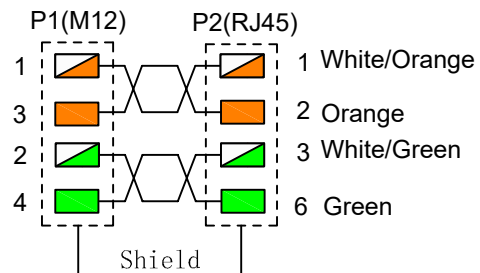 P1(M12) P2(RJ45)
1 1 White/Orange
3 2 Orange
2 3 White/Green
4 6 Green
Shield